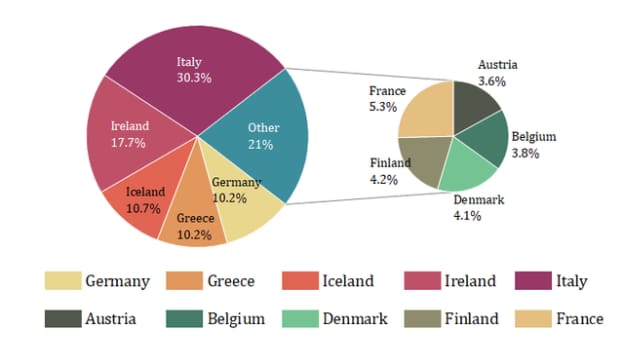 Italy
30.3%
Ireland
17.7%
Iceland
10.7%
Greece
10.2%
Germany
10.2%
Other
21%
Austria
3.6%
Belgium
3.8%
Denmark
4.1%
Finland
4.2%
France
5.3%
Germany Greece Iceland Ireland Italy
Austria Belgium Denmark Finland France